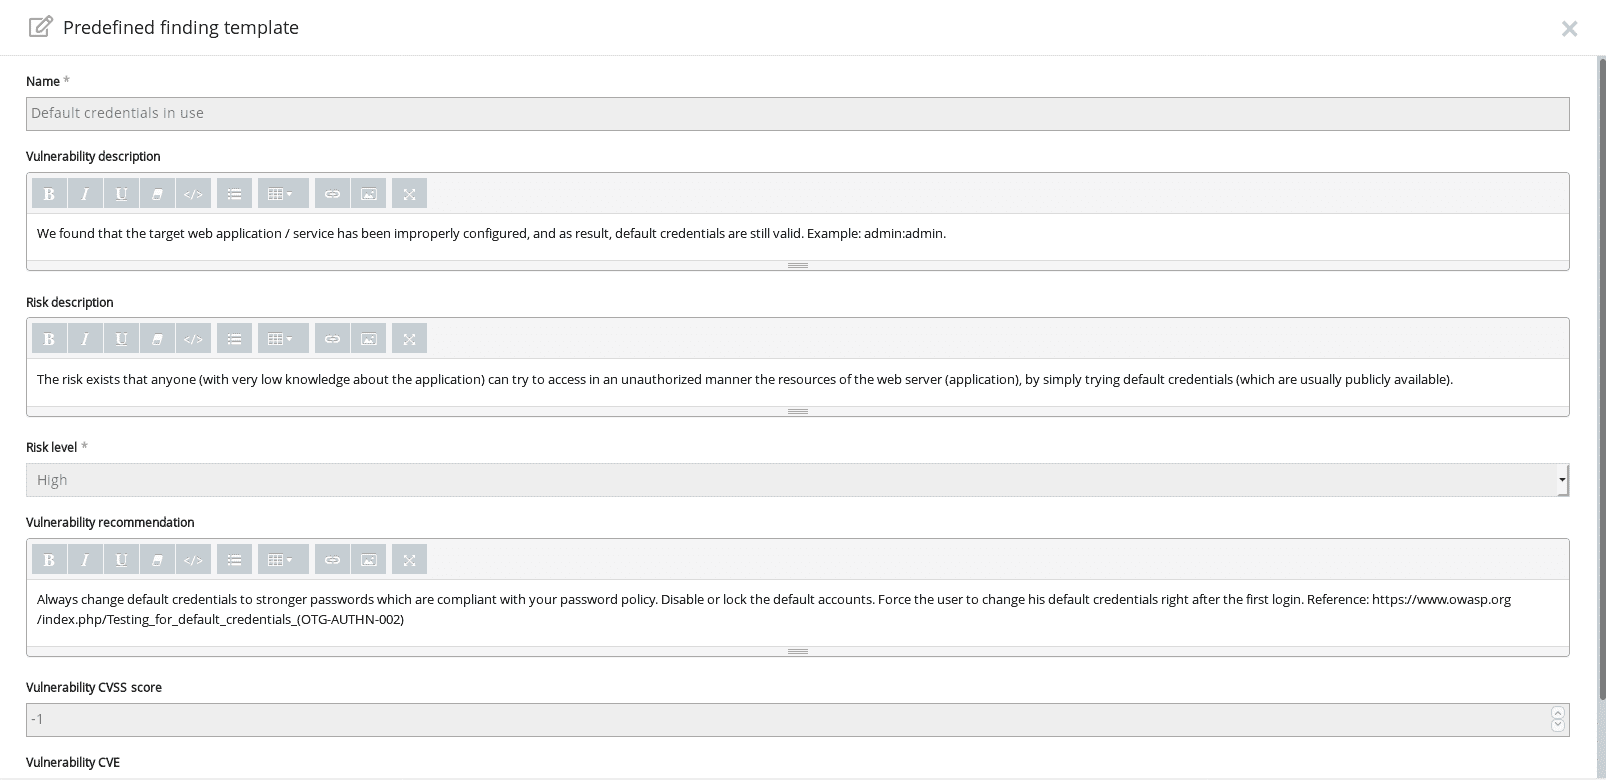 Predefined finding template
Name *
Default credentials in use
Vulnerability description
B I U </>
We found that the target web application / service has been improperly configured, and as result, default credentials are still valid. Example: admin:admin.
Risk description
B I U </>
The risk exists that anyone (with very low knowledge about the application) can try to access in an unauthorized manner the resources of the web server (application), by simply trying default credentials (which are usually publicly available).
Risk level *
High
Vulnerability recommendation
B I U </>
Always change default credentials to stronger passwords which are compliant with your password policy. Disable or lock the default accounts. Force the user to change his default credentials right after the first login. Reference: https://www.owasp.org
/index.php/Testing_for_default_credentials_(OTG-AUTHN-002)
Vulnerability CVSS score
-1
Vulnerability CVE